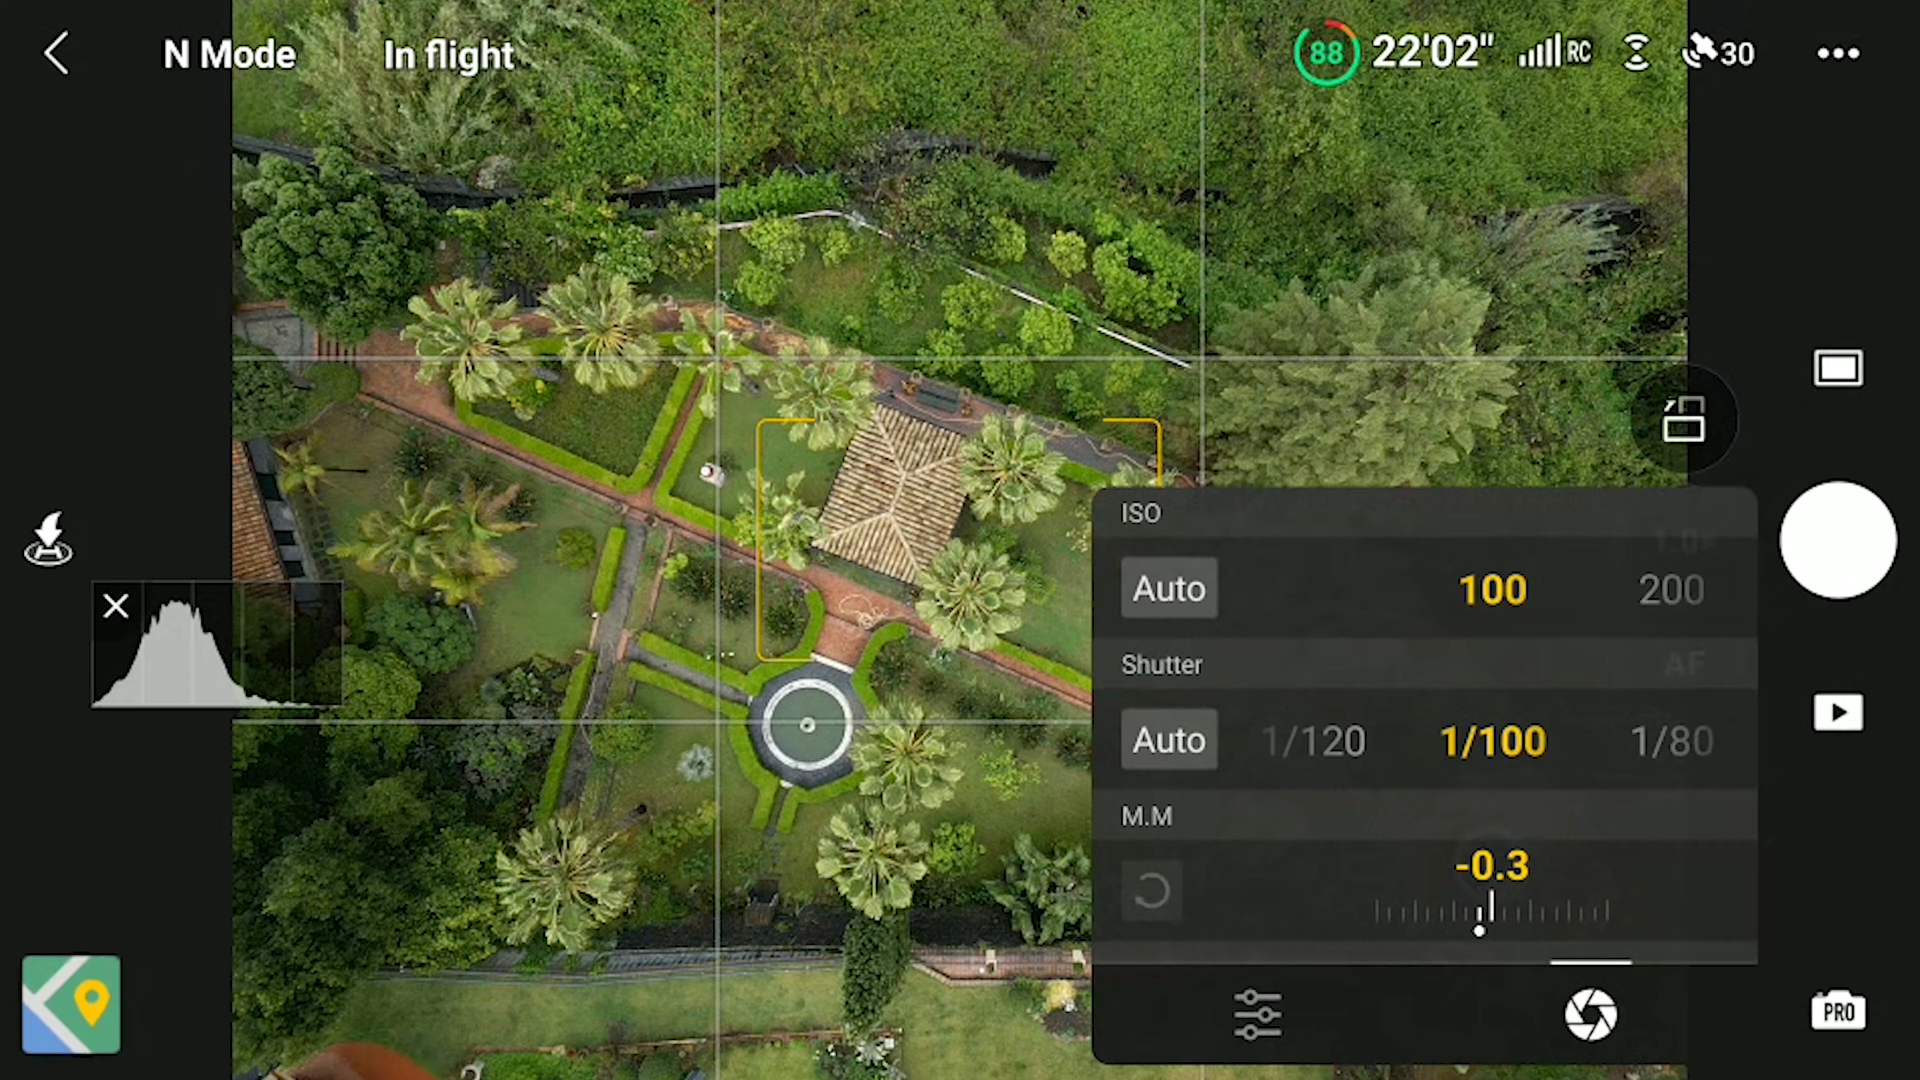 N Mode In flight 88 22'02" RC 30
ISO
Auto 100 200
Shutter AF
Auto 1/120 1/100 1/80
M.M
-0.3
PRO